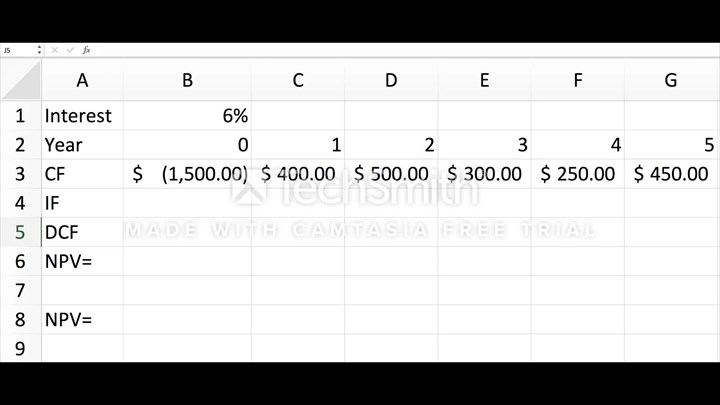 J5 fx
A B C D E F G
1 Interest 6%
2 Year 0 1 2 3 4 5
3 CF $ (1,500.00) $ 400.00 $ 500.00 $ 300.00 $ 250.00 $ 450.00
4 IF
TechSmith
5 DCF
MADE WITH CAMTASIA FREE TRIAL
6 NPV=
7
8 NPV=
9